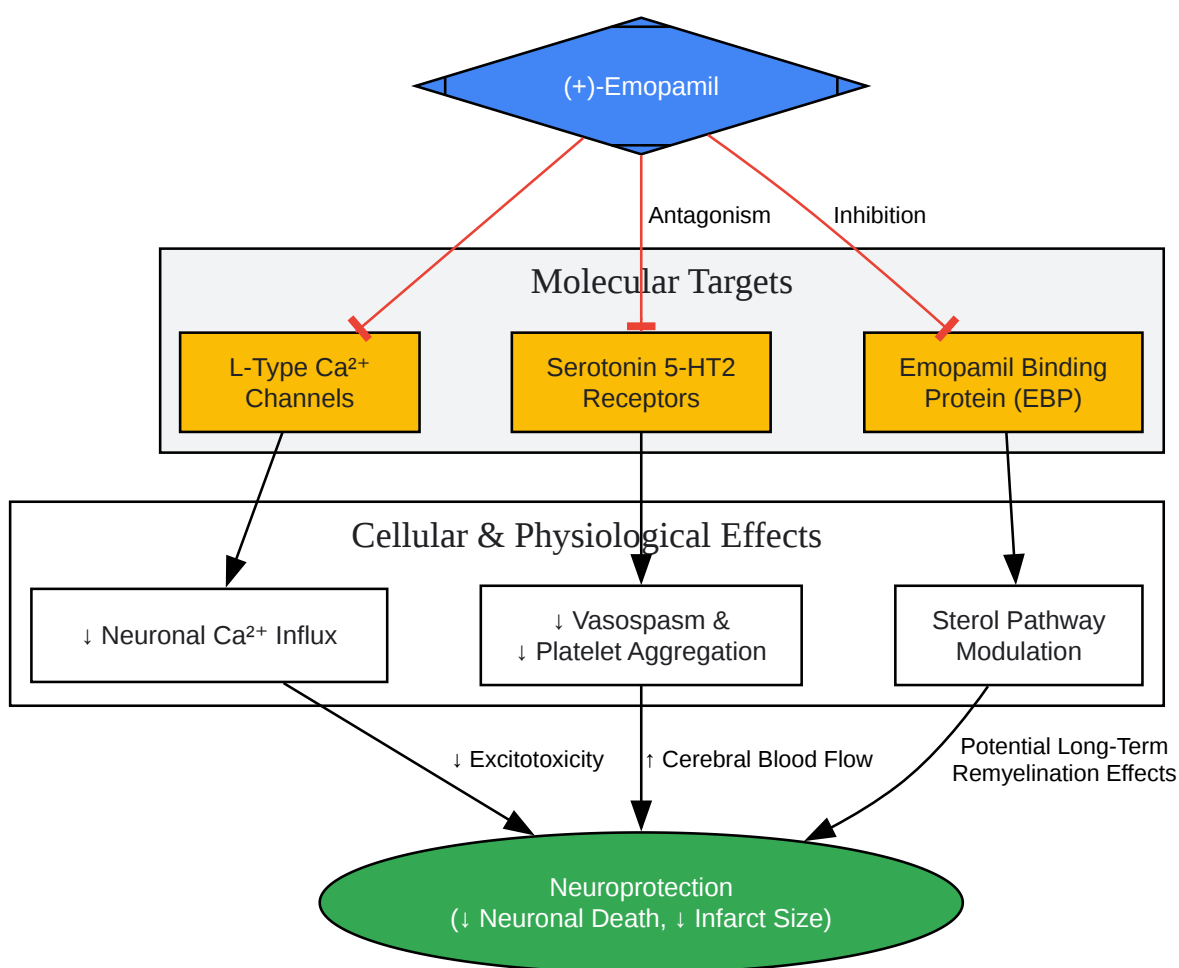 (+)-Emopamil
Antagonism
Inhibition
Molecular Targets
L-Type Ca²⁺
Channels
Serotonin 5-HT2
Receptors
Emopamil Binding
Protein (EBP)
Cellular & Physiological Effects
↓ Neuronal Ca²⁺ Influx
↓ Vasospasm &
↓ Platelet Aggregation
Sterol Pathway
Modulation
↓ Excitotoxicity
↑ Cerebral Blood Flow
Potential Long-Term
Remyelination Effects
Neuroprotection
(↓ Neuronal Death, ↓ Infarct Size)